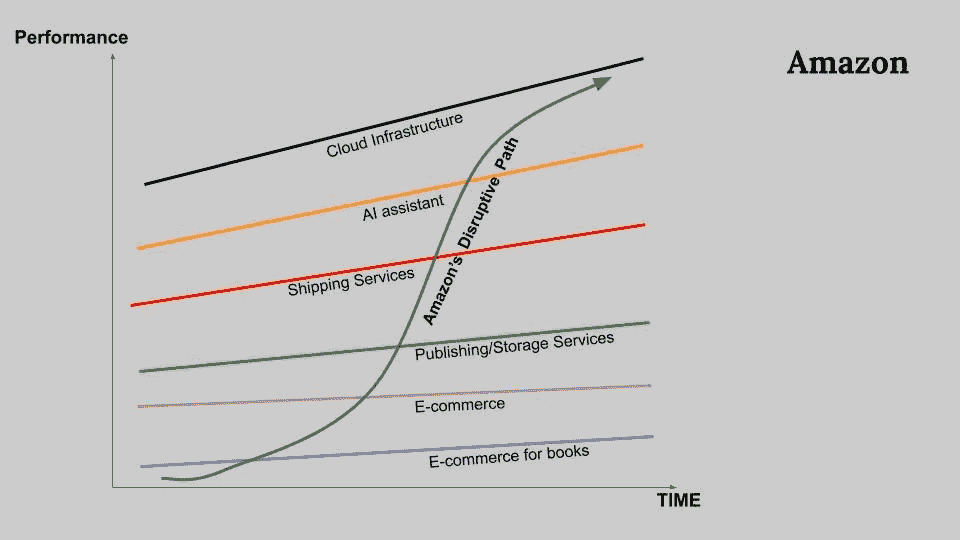 Performance
Amazon
Cloud Infrastructure
AI assistant
Amazon's Disruptive Path
Shipping Services
Publishing/Storage Services
E-commerce
E-commerce for books
TIME